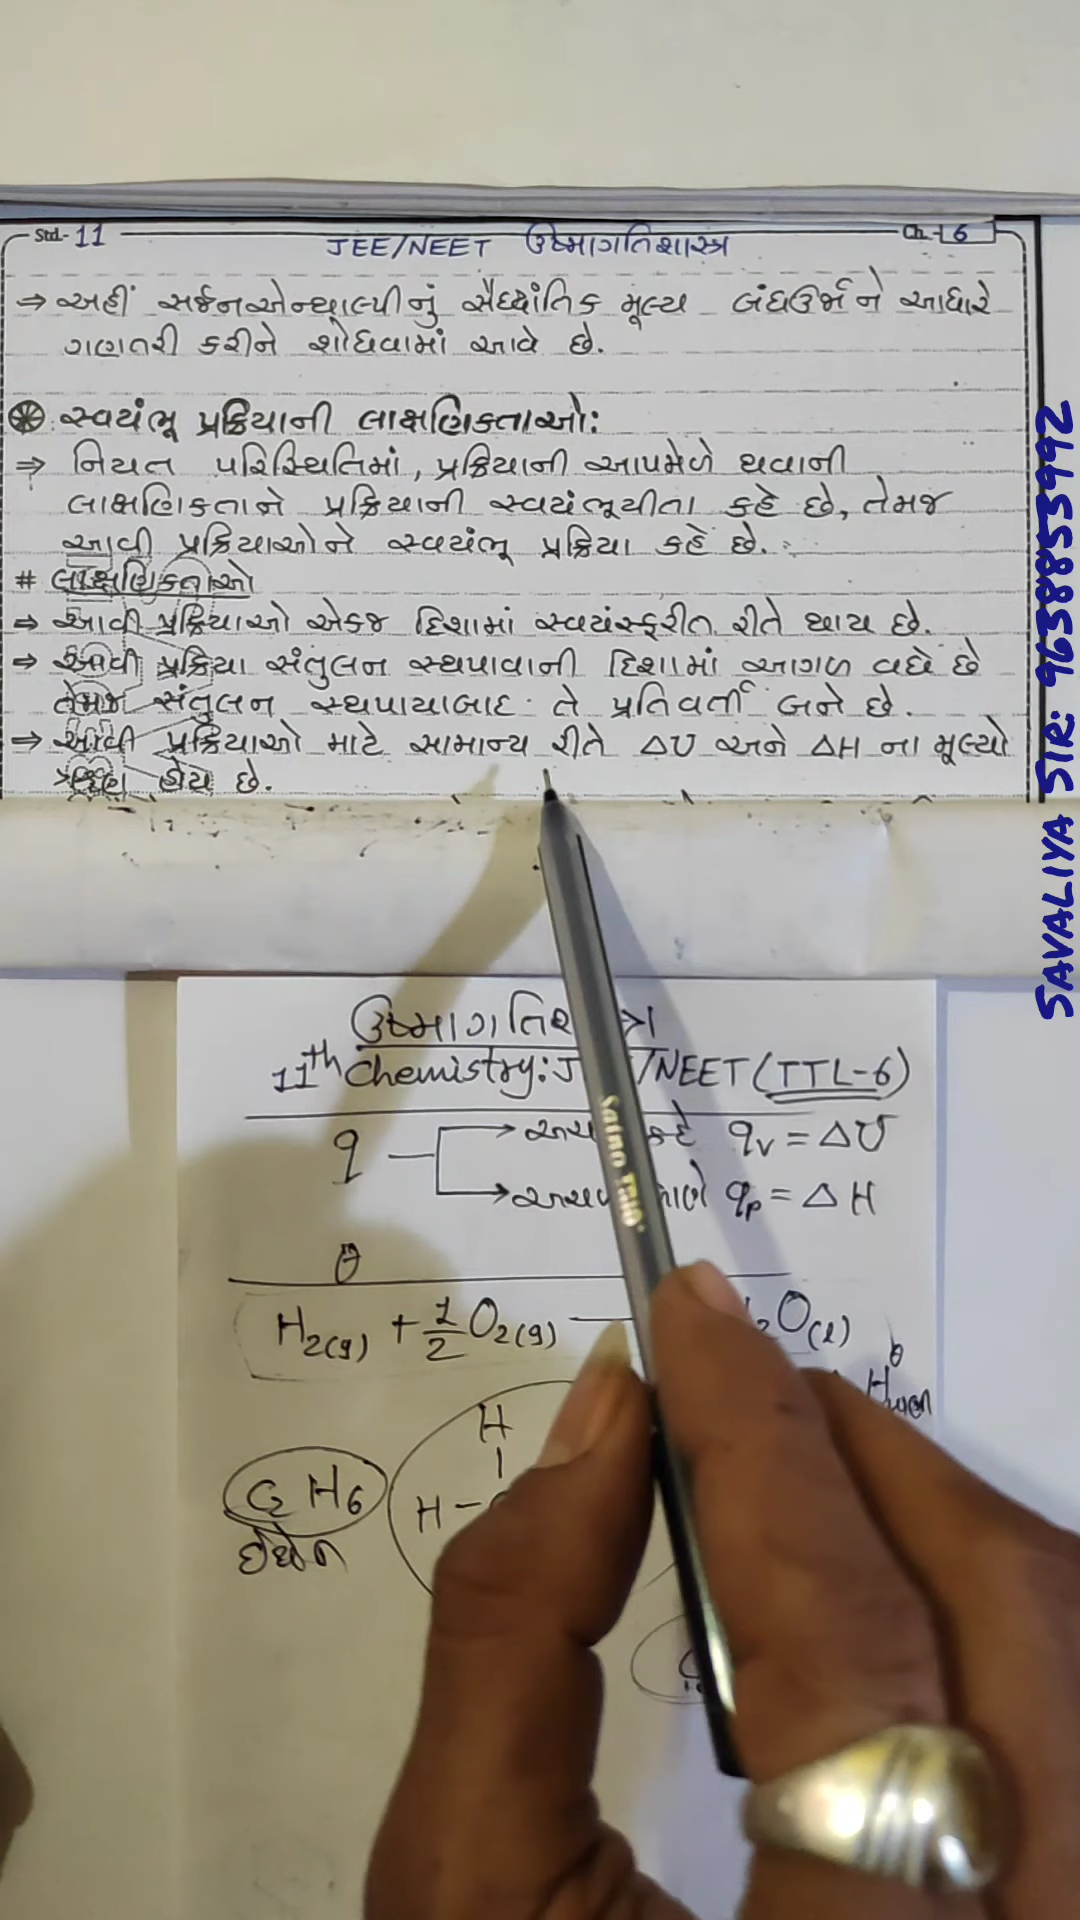 Std- 11
JEE/NEET ઉષ્માગતિશાસ્ત્ર
Ch-6
⇒ અહીં સર્જનએન્થાલ્પીનું સૈદ્ધાંતિક મૂલ્ય બંધઉર્જાને આધારે
ગણતરી કરીને શોધવામાં આવે છે.
સ્વયંભૂ પ્રક્રિયાની લાક્ષણિકતાઓ:
⇒ નિયત પરિસ્થિતિમાં, પ્રક્રિયાની આપમેળે થવાની
લાક્ષણિકતાને પ્રક્રિયાની સ્વયંભૂયીતા કહે છે, તેમજ
આવી પ્રક્રિયાઓને સ્વયંભૂ પ્રક્રિયા કહે છે.
# લાક્ષણિકતાઓ
⇒ આવી પ્રક્રિયાઓ એકજ દિશામાં સ્વયંસ્ફુરીત રીતે થાય છે.
⇒ આવી પ્રક્રિયા સંતુલન સ્થપાવાની દિશામાં આગળ વધે છે
તેમજ સંતુલન સ્થપાયાબાદ તે પ્રતિવર્તી બને છે.
⇒ આવી પ્રક્રિયાઓ માટે સામાન્ય રીતે ΔU અને ΔH ના મૂલ્યો
ઋણ હોય છે.
SAVALIYA SIR: 9638853992
11th Chemistry: /NEET (TTL-6)
q → qv = ΔU
→ qp = ΔH
θ
H2(g) + 1/2 O2(g) — 2O(l)
θ
H
H
C2H6
H –
ઈથેન